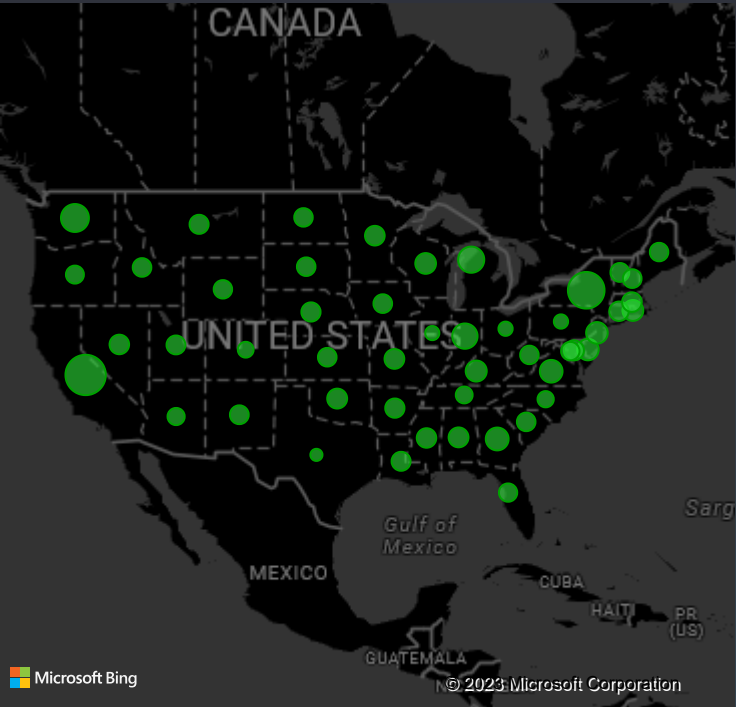 CANADA
UNITED STATES
Sarg
Gulf of
Mexico
MEXICO
CUBA
HAITI
PR
(US)
GUATEMALA
Microsoft Bing
© 2023 Microsoft Corporation